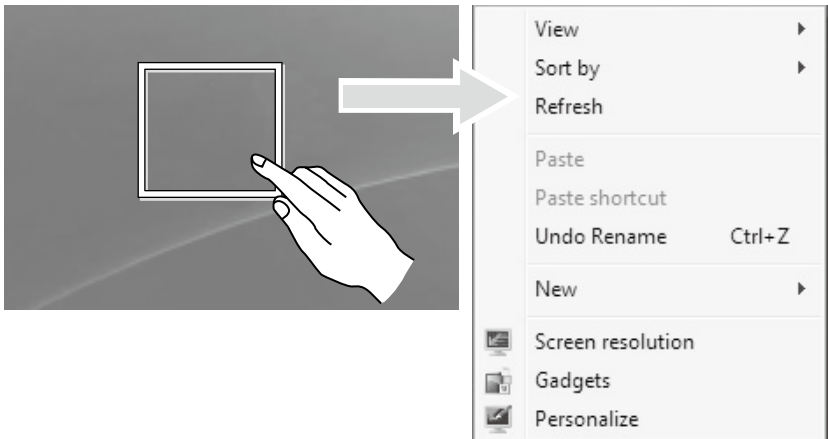 View
Sort by
Refresh
Paste
Paste shortcut
Undo Rename Ctrl+Z
New
Screen resolution
Gadgets
Personalize